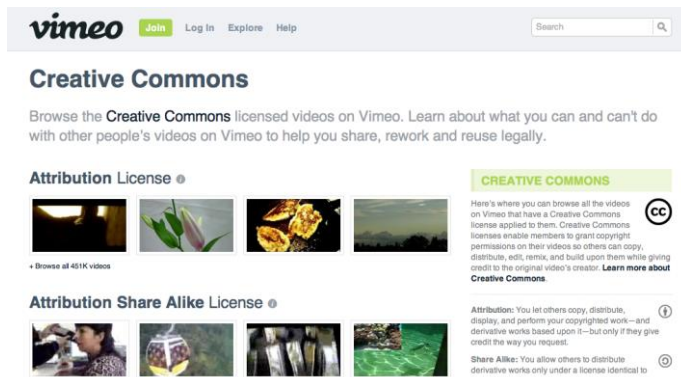 vimeo Join Log In Explore Help Search
Creative Commons
Browse the Creative Commons licensed videos on Vimeo. Learn about what you can and can't do
with other people's videos on Vimeo to help you share, rework and reuse legally.
Attribution License
+ Browse all 451K videos
Attribution Share Alike License
CREATIVE COMMONS
Here's where you can browse all the videos
on Vimeo that have a Creative Commons
license applied to them. Creative Commons
licenses enable members to grant copyright
permissions on their videos so others can copy,
distribute, edit, remix, and build upon them while giving
credit to the original video's creator. Learn more about
Creative Commons.
cc
Attribution: You let others copy, distribute,
display, and perform your copyrighted work—and
derivative works based upon it—but only if they give
credit the way you request.
Share Alike: You allow others to distribute
derivative works only under a license identical to